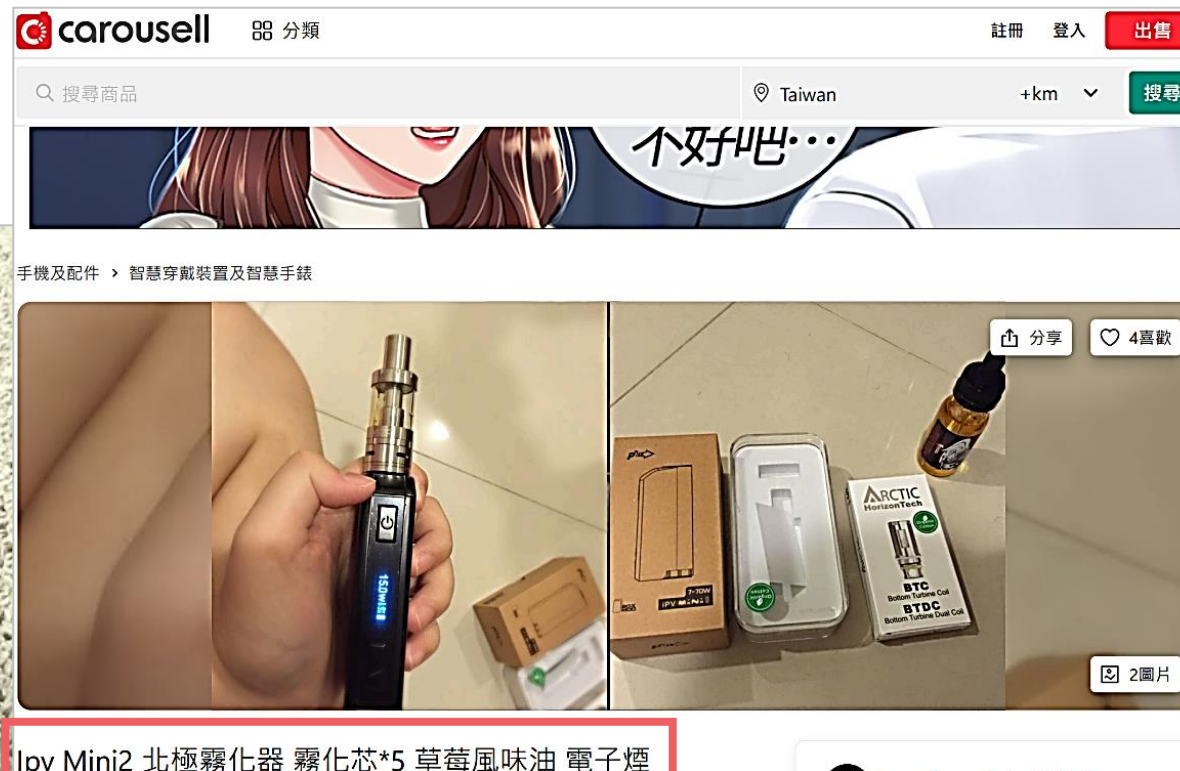 carousell 分類 註冊 登入 出售
搜尋商品 Taiwan +km 搜尋
不好吧…
手機及配件 > 智慧穿戴裝置及智慧手錶
分享 4喜歡
ARCTIC
HorizonTech
Organic Cotton
7-70W
IPV MINI
BTC
Bottom Turbine Coil
BTDC
Bottom Turbine Dual Coil
2圖片
Ipv Mini2 北極霧化器 霧化芯*5 草莓風味油 電子煙